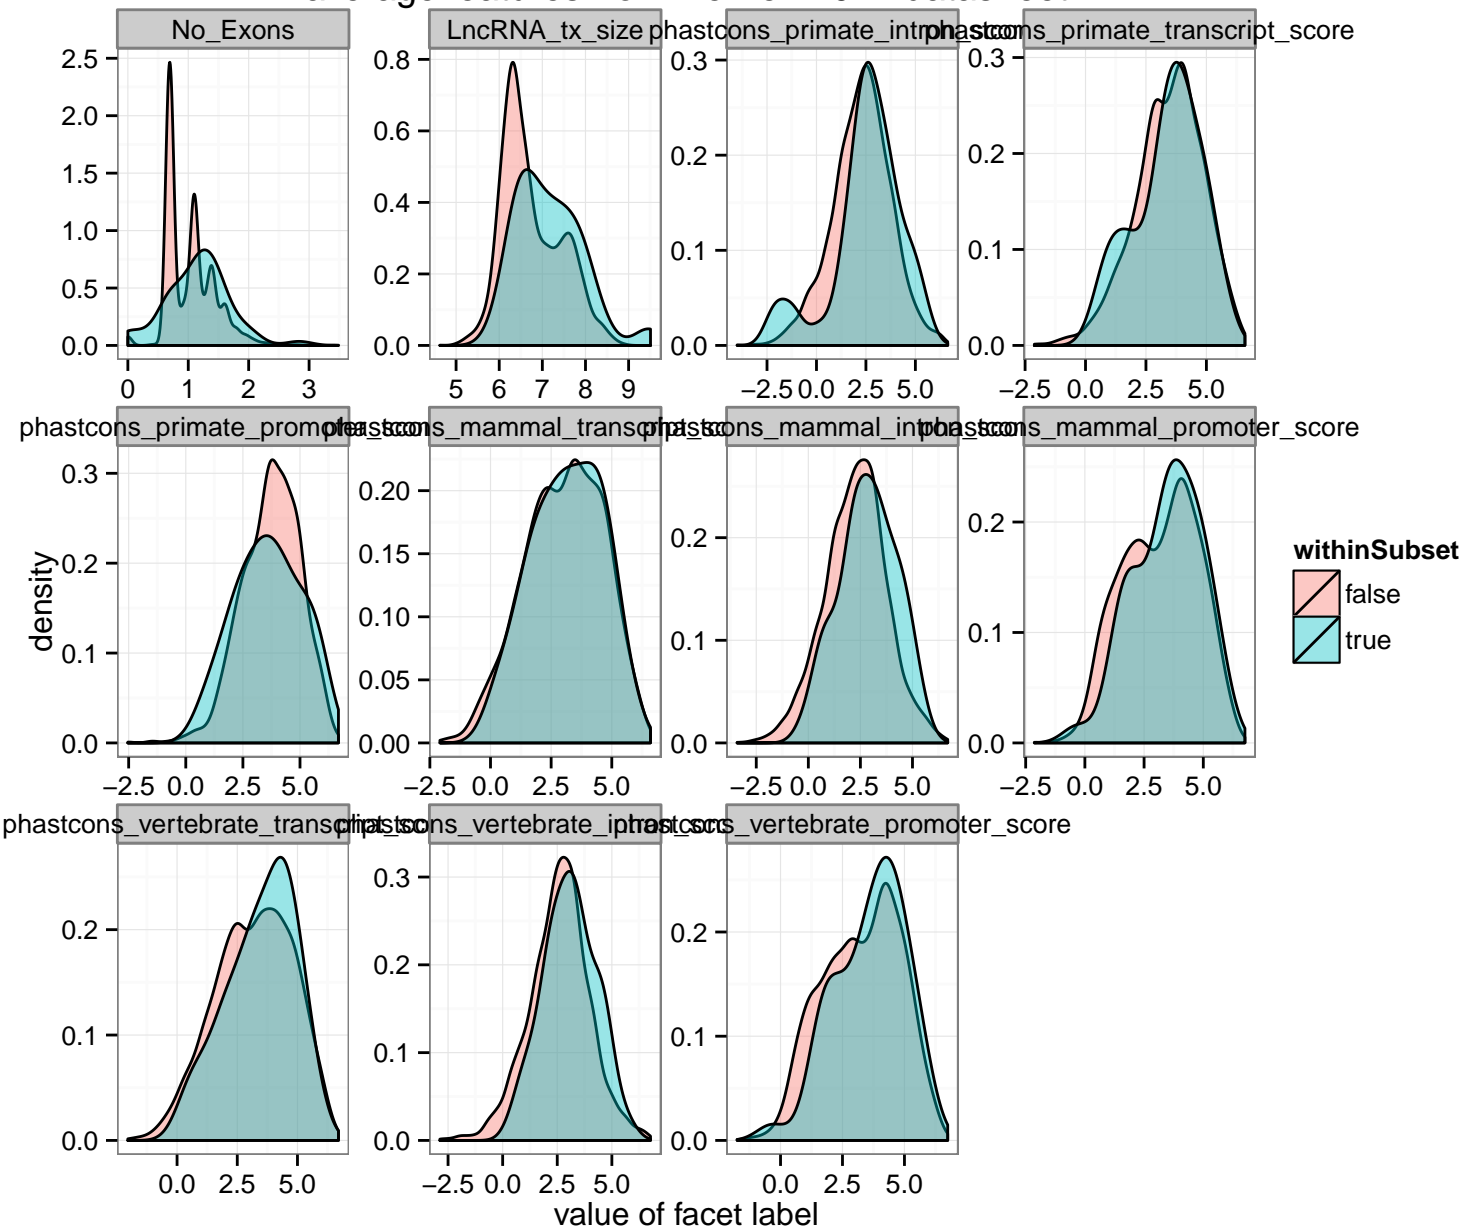 No_Exons
LncRNA_tx_size
phastcons_primate_intron_score
phastcons_primate_transcript_score
2.5
2.0
1.5
1.0
0.5
0.0
0.8
0.6
0.4
0.2
0.0
0.3
0.2
0.1
0.0
0.3
0.2
0.1
0.0
0 1 2 3
5 6 7 8 9
−2.5 0.0 2.5 5.0
−2.5 0.0 2.5 5.0
phastcons_primate_promoter_score
phastcons_mammal_transcript_score
phastcons_mammal_intron_score
phastcons_mammal_promoter_score
0.3
0.2
0.1
0.0
0.20
0.15
0.10
0.05
0.00
0.2
0.1
0.0
0.2
0.1
0.0
−2.5 0.0 2.5 5.0
−2.5 0.0 2.5 5.0
−2.5 0.0 2.5 5.0
−2.5 0.0 2.5 5.0
phastcons_vertebrate_transcript_score
phastcons_vertebrate_intron_score
phastcons_vertebrate_promoter_score
0.2
0.1
0.0
0.3
0.2
0.1
0.0
0.2
0.1
0.0
0.0 2.5 5.0
−2.5 0.0 2.5 5.0
0.0 2.5 5.0
density
value of facet label
withinSubset
false
true